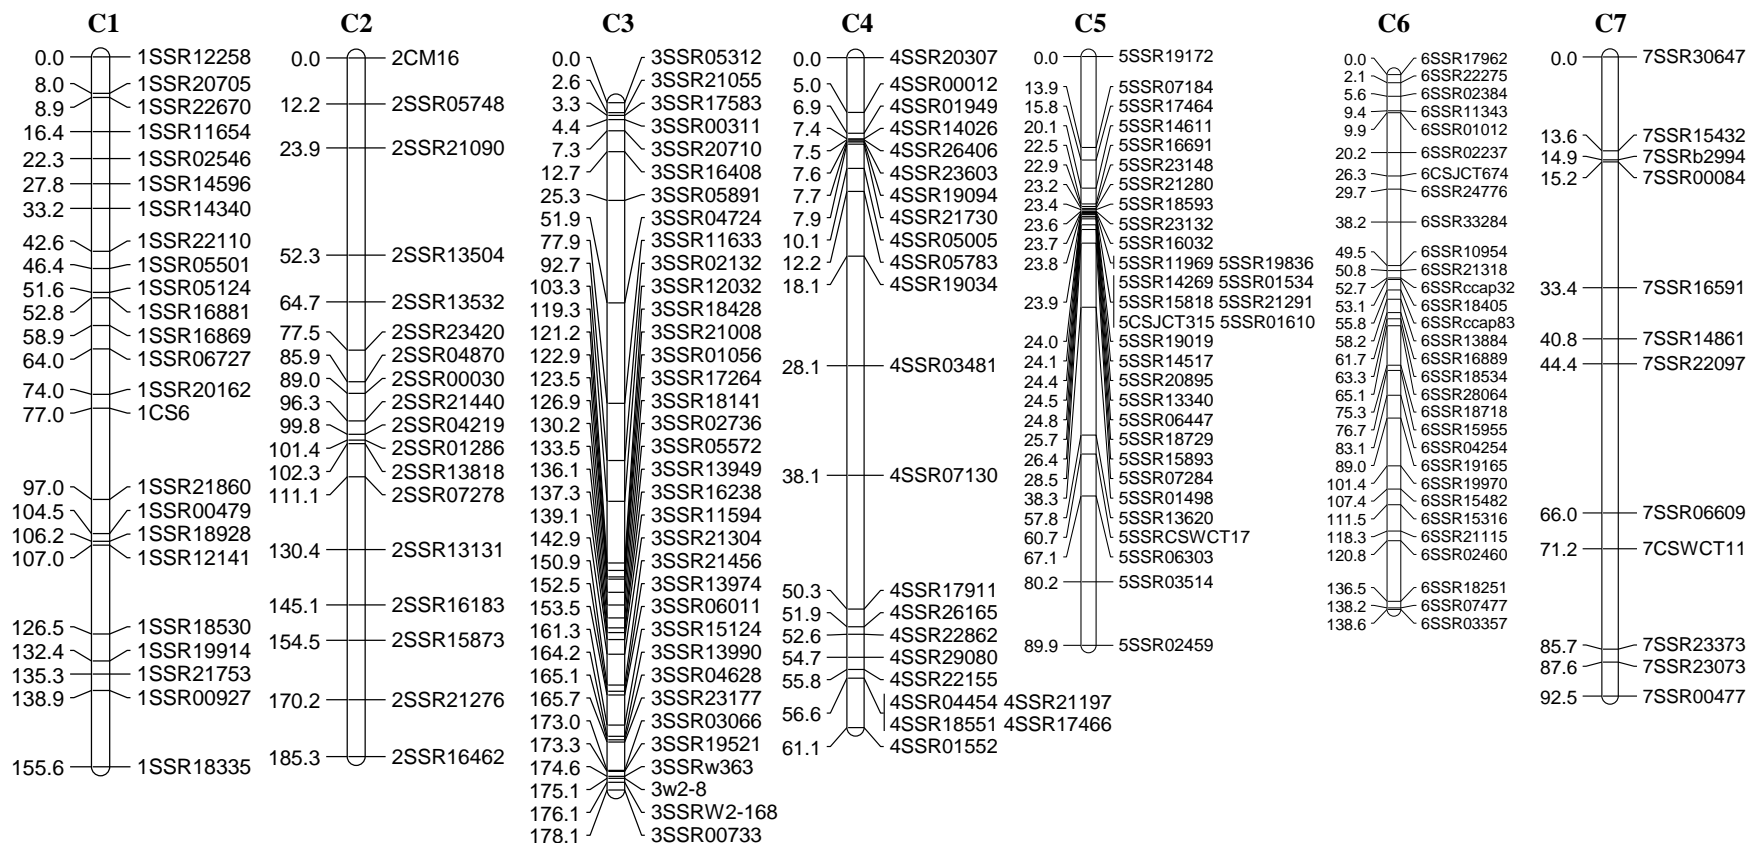 C1
0.0 1SSR12258
8.0 1SSR20705
8.9 1SSR22670
16.4 1SSR11654
22.3 1SSR02546
27.8 1SSR14596
33.2 1SSR14340
42.6 1SSR22110
46.4 1SSR05501
51.6 1SSR05124
52.8 1SSR16881
58.9 1SSR16869
64.0 1SSR06727
74.0 1SSR20162
77.0 1CS6
97.0 1SSR21860
104.5 1SSR00479
106.2 1SSR18928
107.0 1SSR12141
126.5 1SSR18530
132.4 1SSR19914
135.3 1SSR21753
138.9 1SSR00927
155.6 1SSR18335
C2
0.0 2CM16
12.2 2SSR05748
23.9 2SSR21090
52.3 2SSR13504
64.7 2SSR13532
77.5 2SSR23420
85.9 2SSR04870
89.0 2SSR00030
96.3 2SSR21440
99.8 2SSR04219
101.4 2SSR01286
102.3 2SSR13818
111.1 2SSR07278
130.4 2SSR13131
145.1 2SSR16183
154.5 2SSR15873
170.2 2SSR21276
185.3 2SSR16462
C3
0.0 3SSR05312
2.6 3SSR21055
3.3 3SSR17583
4.4 3SSR00311
7.3 3SSR20710
12.7 3SSR16408
25.3 3SSR05891
51.9 3SSR04724
77.9 3SSR11633
92.7 3SSR02132
103.3 3SSR12032
119.3 3SSR18428
121.2 3SSR21008
122.9 3SSR01056
123.5 3SSR17264
126.9 3SSR18141
130.2 3SSR02736
133.5 3SSR05572
136.1 3SSR13949
137.3 3SSR16238
139.1 3SSR11594
142.9 3SSR21304
150.9 3SSR21456
152.5 3SSR13974
153.5 3SSR06011
161.3 3SSR15124
164.2 3SSR13990
165.1 3SSR04628
165.7 3SSR23177
173.0 3SSR03066
173.3 3SSR19521
174.6 3SSRw363
175.1 3w2-8
176.1 3SSRW2-168
178.1 3SSR00733
C4
0.0 4SSR20307
5.0 4SSR00012
6.9 4SSR01949
7.4 4SSR14026
7.5 4SSR26406
7.6 4SSR23603
7.7 4SSR19094
7.9 4SSR21730
10.1 4SSR05005
12.2 4SSR05783
18.1 4SSR19034
28.1 4SSR03481
38.1 4SSR07130
50.3 4SSR17911
51.9 4SSR26165
52.6 4SSR22862
54.7 4SSR29080
55.8 4SSR22155
56.6 4SSR04454 4SSR21197
4SSR18551 4SSR17466
61.1 4SSR01552
C5
0.0 5SSR19172
13.9 5SSR07184
15.8 5SSR17464
20.1 5SSR14611
22.5 5SSR16691
22.9 5SSR23148
23.2 5SSR21280
23.4 5SSR18593
23.6 5SSR23132
23.7 5SSR16032
23.8 5SSR11969 5SSR19836
5SSR14269 5SSR01534
23.9 5SSR15818 5SSR21291
5CSJCT315 5SSR01610
24.0 5SSR19019
24.1 5SSR14517
24.4 5SSR20895
24.5 5SSR13340
24.8 5SSR06447
25.7 5SSR18729
26.4 5SSR15893
28.5 5SSR07284
38.3 5SSR01498
57.8 5SSR13620
60.7 5SSRCSWCT17
67.1 5SSR06303
80.2 5SSR03514
89.9 5SSR02459
C6
0.0 6SSR17962
2.1 6SSR22275
5.6 6SSR02384
9.4 6SSR11343
9.9 6SSR01012
20.2 6SSR02237
26.3 6CSJCT674
29.7 6SSR24776
38.2 6SSR33284
49.5 6SSR10954
50.8 6SSR21318
52.7 6SSRccap32
53.1 6SSR18405
55.8 6SSRccap83
58.2 6SSR13884
61.7 6SSR16889
63.3 6SSR18534
65.1 6SSR28064
75.3 6SSR18718
76.7 6SSR15955
83.1 6SSR04254
89.0 6SSR19165
101.4 6SSR19970
107.4 6SSR15482
111.5 6SSR15316
118.3 6SSR21115
120.8 6SSR02460
136.5 6SSR18251
138.2 6SSR07477
138.6 6SSR03357
C7
0.0 7SSR30647
13.6 7SSR15432
14.9 7SSRb2994
15.2 7SSR00084
33.4 7SSR16591
40.8 7SSR14861
44.4 7SSR22097
66.0 7SSR06609
71.2 7CSWCT11
85.7 7SSR23373
87.6 7SSR23073
92.5 7SSR00477